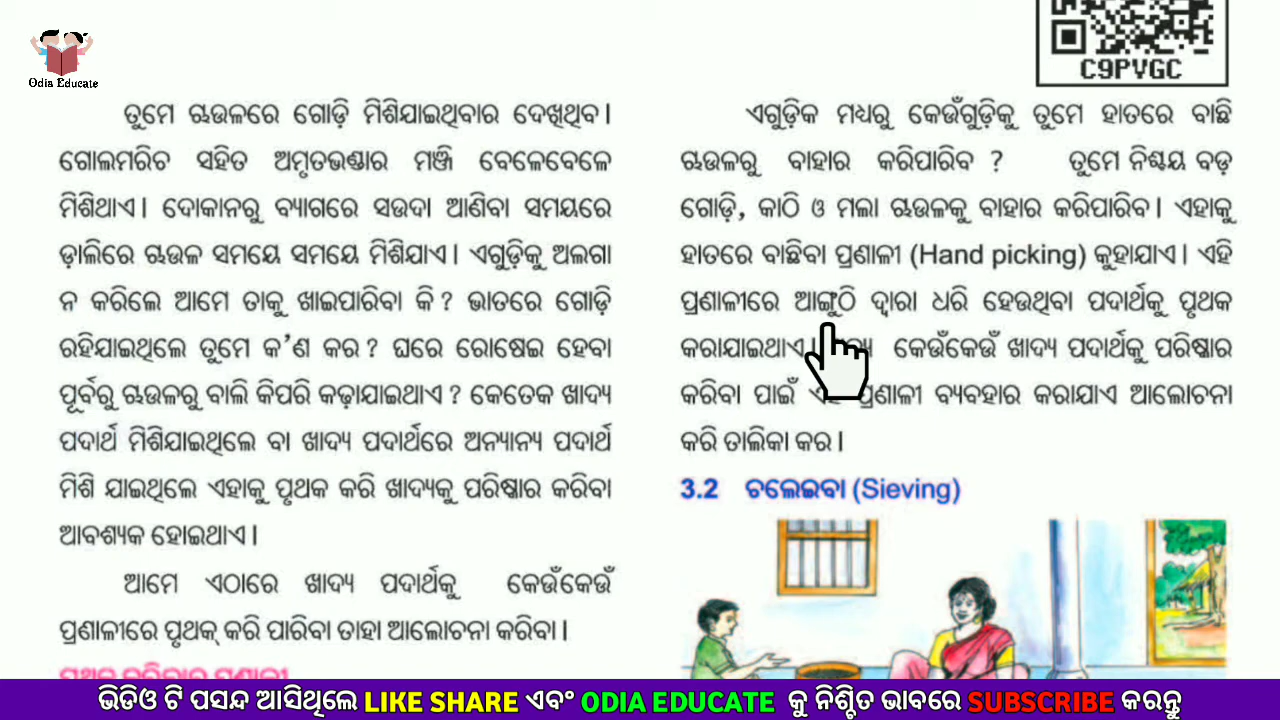 Odia Educate
C9PVGC
ତୁମେ ଋଉଳରେ ଗୋଡ଼ି ମିଶିଯାଇଥିବାର ଦେଖିଥିବ।
ଗୋଲମରିଚ ସହିତ ଅମୃତଭଣ୍ଡାର ମଞ୍ଜି ବେଳେବେଳେ
ମିଶିଥାଏ। ଦୋକାନରୁ ବ୍ୟାଗରେ ସଉଦା ଆଣିବା ସମୟରେ
ଡ଼ାଲିରେ ଋଉଳ ସମୟେ ସମୟେ ମିଶିଯାଏ। ଏଗୁଡ଼ିକୁ ଅଲଗା
ନ କରିଲେ ଆମେ ତାକୁ ଖାଇପାରିବା କି ? ଭାତରେ ଗୋଡ଼ି
ରହିଯାଇଥିଲେ ତୁମେ କ’ଣ କର ? ଘରେ ରୋଷେଇ ହେବା
ପୂର୍ବରୁ ଋଉଳରୁ ବାଲି କିପରି କଢ଼ାଯାଇଥାଏ ? କେତେକ ଖାଦ୍ୟ
ପଦାର୍ଥ ମିଶିଯାଇଥିଲେ ବା ଖାଦ୍ୟ ପଦାର୍ଥରେ ଅନ୍ୟାନ୍ୟ ପଦାର୍ଥ
ମିଶି ଯାଇଥିଲେ ଏହାକୁ ପୃଥକ କରି ଖାଦ୍ୟକୁ ପରିଷ୍କାର କରିବା
ଆବଶ୍ୟକ ହୋଇଥାଏ।
ଆମେ ଏଠାରେ ଖାଦ୍ୟ ପଦାର୍ଥକୁ କେଉଁକେଉଁ
ପ୍ରଣାଳୀରେ ପୃଥକ୍ କରି ପାରିବା ତାହା ଆଲୋଚନା କରିବା।
ଏଗୁଡ଼ିକ ମଧ୍ୟରୁ କେଉଁଗୁଡ଼ିକୁ ତୁମେ ହାତରେ ବାଛି
ଋଉଳରୁ ବାହାର କରିପାରିବ ? ତୁମେ ନିଶ୍ଚୟ ବଡ଼
ଗୋଡ଼ି, କାଠି ଓ ମଲା ଋଉଳକୁ ବାହାର କରିପାରିବ। ଏହାକୁ
ହାତରେ ବାଛିବା ପ୍ରଣାଳୀ (Hand picking) କୁହାଯାଏ। ଏହି
ପ୍ରଣାଳୀରେ ଆଙ୍ଗୁଠି ଦ୍ୱାରା ଧରି ହେଉଥିବା ପଦାର୍ଥକୁ ପୃଥକ
କରାଯାଇଥାଏ। କେଉଁକେଉଁ ଖାଦ୍ୟ ପଦାର୍ଥକୁ ପରିଷ୍କାର
କରିବା ପାଇଁ ପ୍ରଣାଳୀ ବ୍ୟବହାର କରାଯାଏ ଆଲୋଚନା
କରି ତାଲିକା କର।
3.2 ଚଲେଇବା (Sieving)
ଭିଡିଓ ଟି ପସନ୍ଦ ଆସିଥିଲେ LIKE SHARE ଏବଂ ODIA EDUCATE କୁ ନିଶ୍ଚିତ ଭାବରେ SUBSCRIBE କରନ୍ତୁ